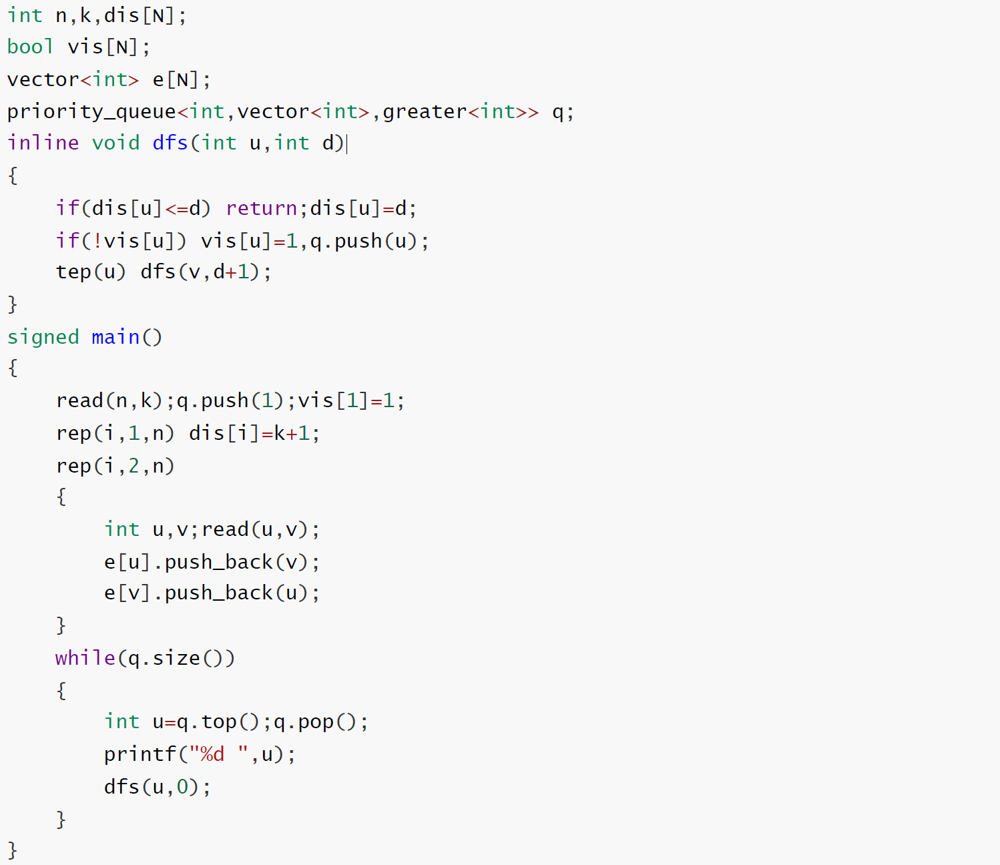 int n,k,dis[N];
bool vis[N];
vector<int> e[N];
priority_queue<int,vector<int>,greater<int>> q;
inline void dfs(int u,int d)
{
    if(dis[u]<=d) return;dis[u]=d;
    if(!vis[u]) vis[u]=1,q.push(u);
    tep(u) dfs(v,d+1);
}
signed main()
{
    read(n,k);q.push(1);vis[1]=1;
    rep(i,1,n) dis[i]=k+1;
    rep(i,2,n)
    {
        int u,v;read(u,v);
        e[u].push_back(v);
        e[v].push_back(u);
    }
    while(q.size())
    {
        int u=q.top();q.pop();
        printf("%d ",u);
        dfs(u,0);
    }
}